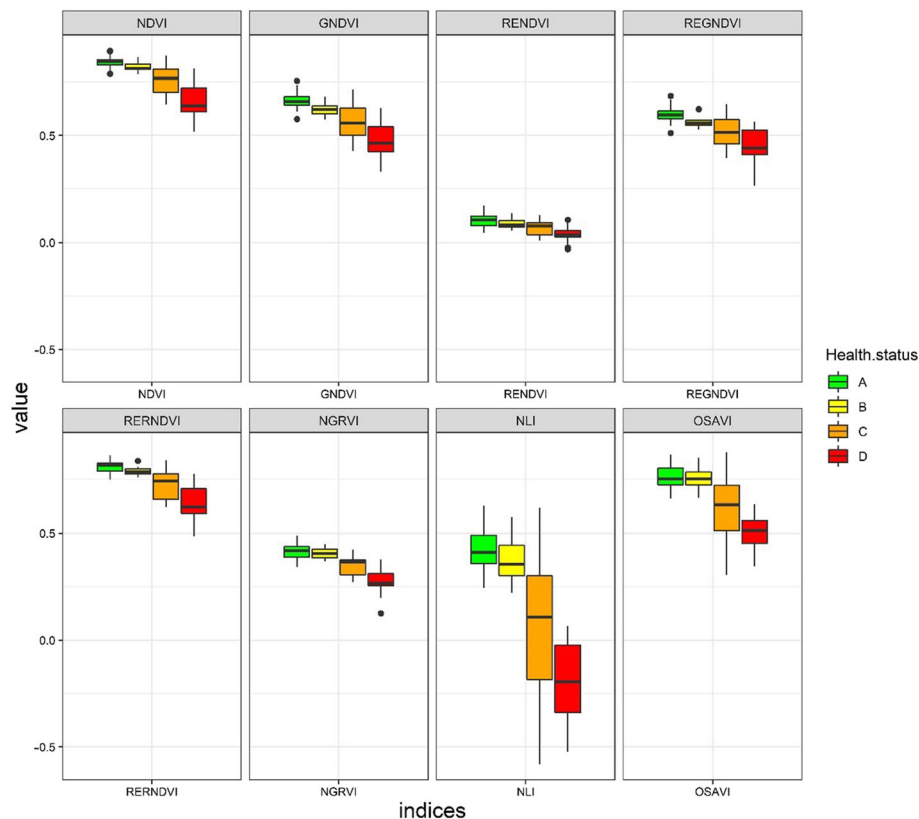 NDVI GNDVI RENDVI REGNDVI
0.5
0.0
-0.5
NDVI GNDVI RENDVI REGNDVI
value
RERNDVI NGRVI NLI OSAVI
0.5
0.0
-0.5
RERNDVI NGRVI NLI OSAVI
indices
Health.status
A
B
C
D